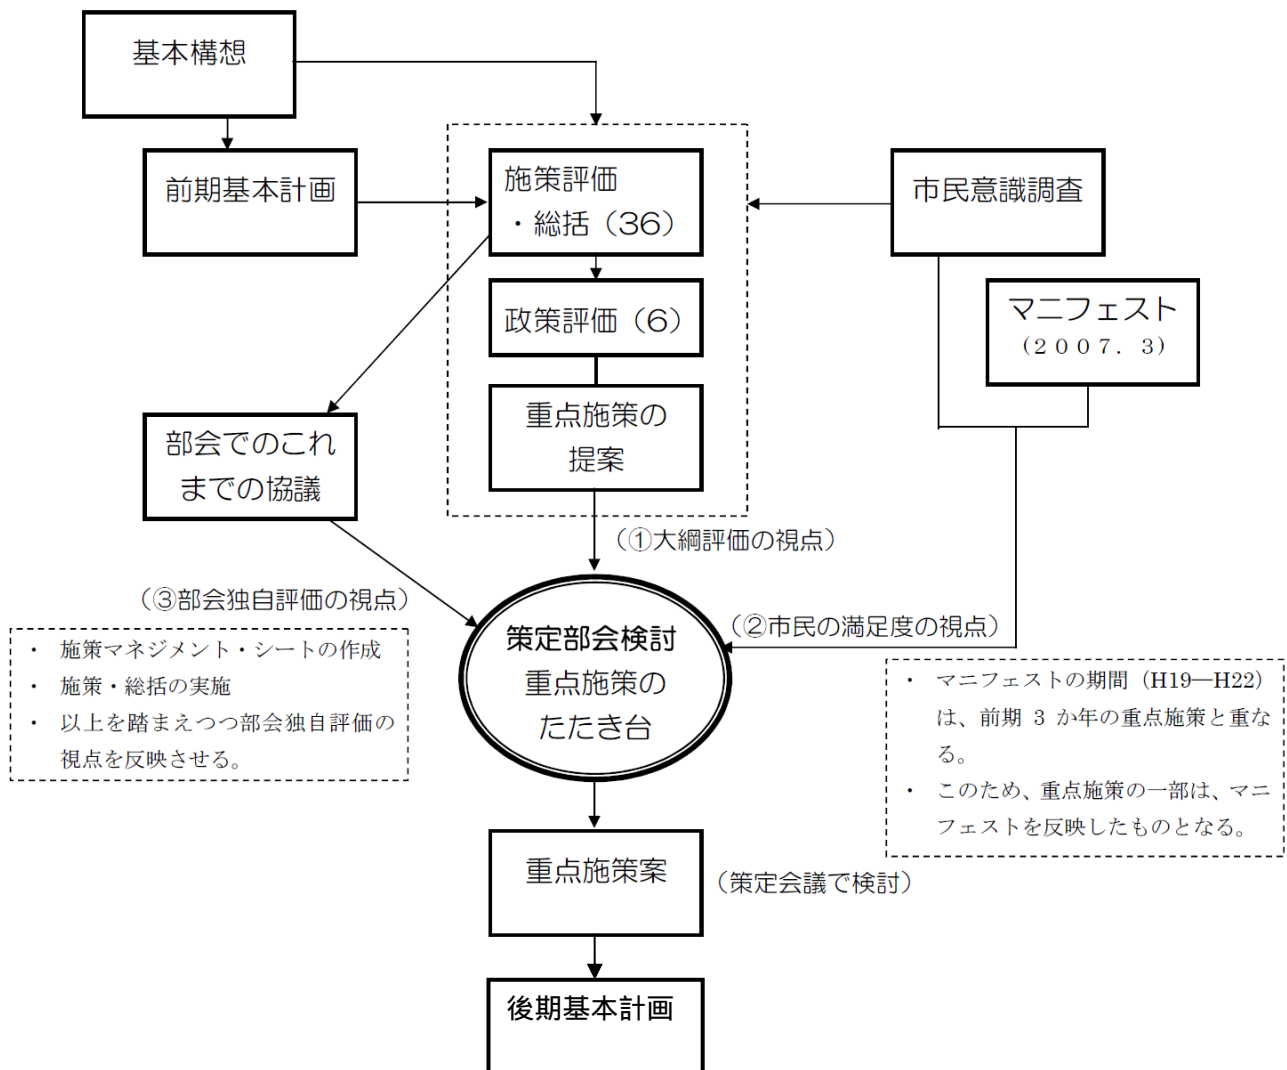 基本構想
前期基本計画
施策評価
・総括（36）
市民意識調査
政策評価（6）
マニフェスト
（２００７．３）
重点施策の
提案
部会でのこれ
までの協議
（①大綱評価の視点）
（③部会独自評価の視点）
（②市民の満足度の視点）
・ 施策マネジメント・シートの作成
・ 施策・総括の実施
・ 以上を踏まえつつ部会独自評価の
視点を反映させる。
策定部会検討
重点施策の
たたき台
・ マニフェストの期間（H19―H22）
は、前期 3 か年の重点施策と重な
る。
・ このため、重点施策の一部は、マニ
フェストを反映したものとなる。
重点施策案
（策定会議で検討）
後期基本計画